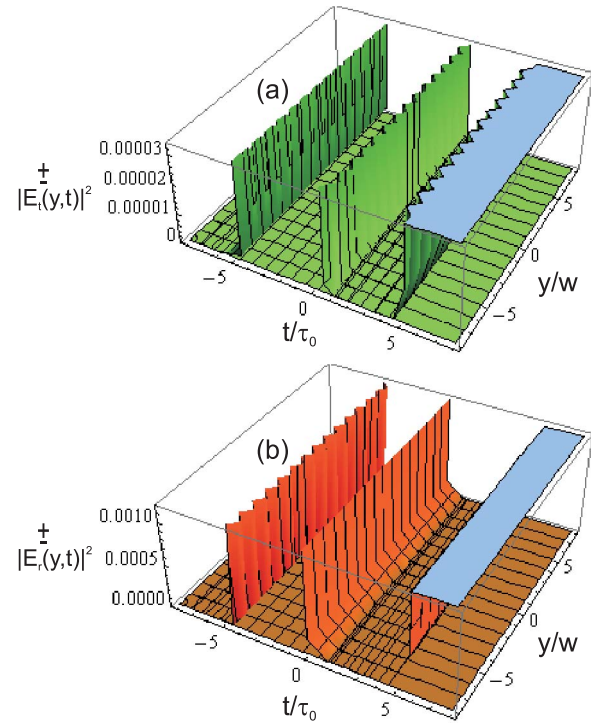 (a)
0.00003
0.00002
0.00001
0
±
|E_t(y,t)|²
−5
0
5
t/τ₀
−5
0
5
y/w
(b)
0.0010
0.0005
0.0000
±
|E_r(y,t)|²
−5
0
5
t/τ₀
−5
0
5
y/w